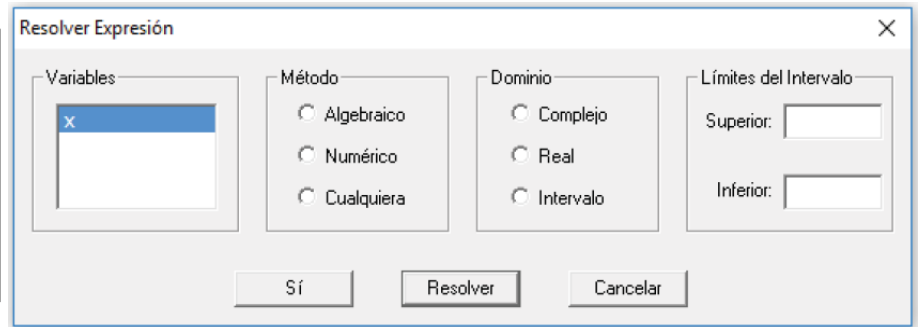 Resolver Expresión
Variables
x
Método
Algebraico
Numérico
Cualquiera
Dominio
Complejo
Real
Intervalo
Límites del Intervalo
Superior:
Inferior:
Sí
Resolver
Cancelar